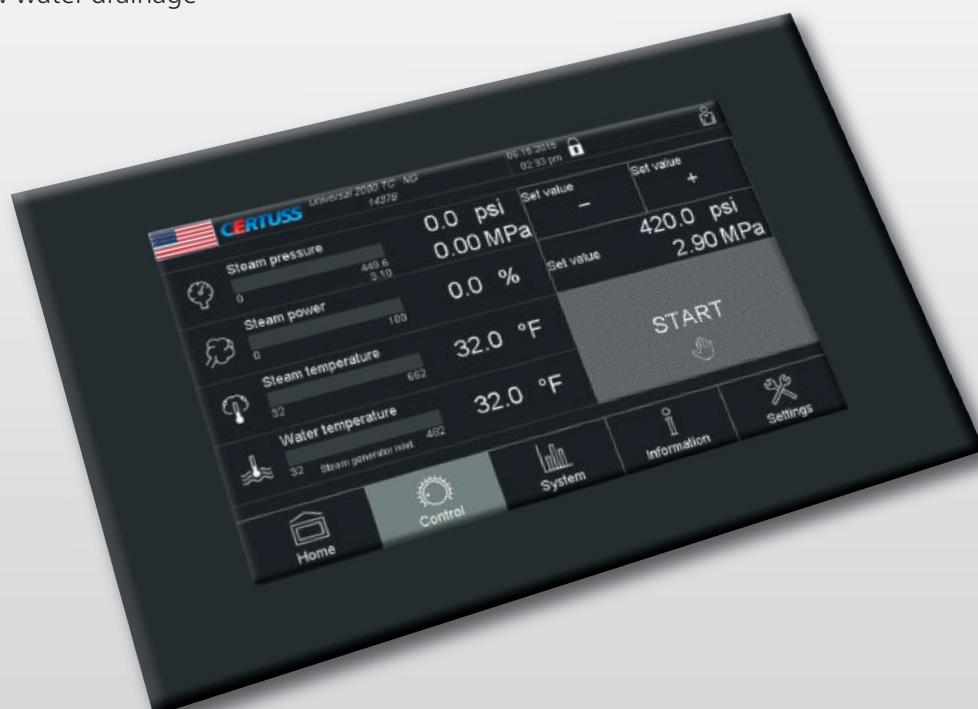 water drainage
CERTUSS
Universal 2000 TC NG
14978
06.15.2015
02:33 pm
Steam pressure
0
449.6
3.10
0.0 psi
0.00 MPa
Set value
−
Set value
+
Set value
420.0 psi
2.90 MPa
Steam power
0
100
0.0 %
START
Steam temperature
32
662
32.0 °F
Water temperature
32
Steam generator inlet
482
32.0 °F
Home
Control
System
Information
Settings